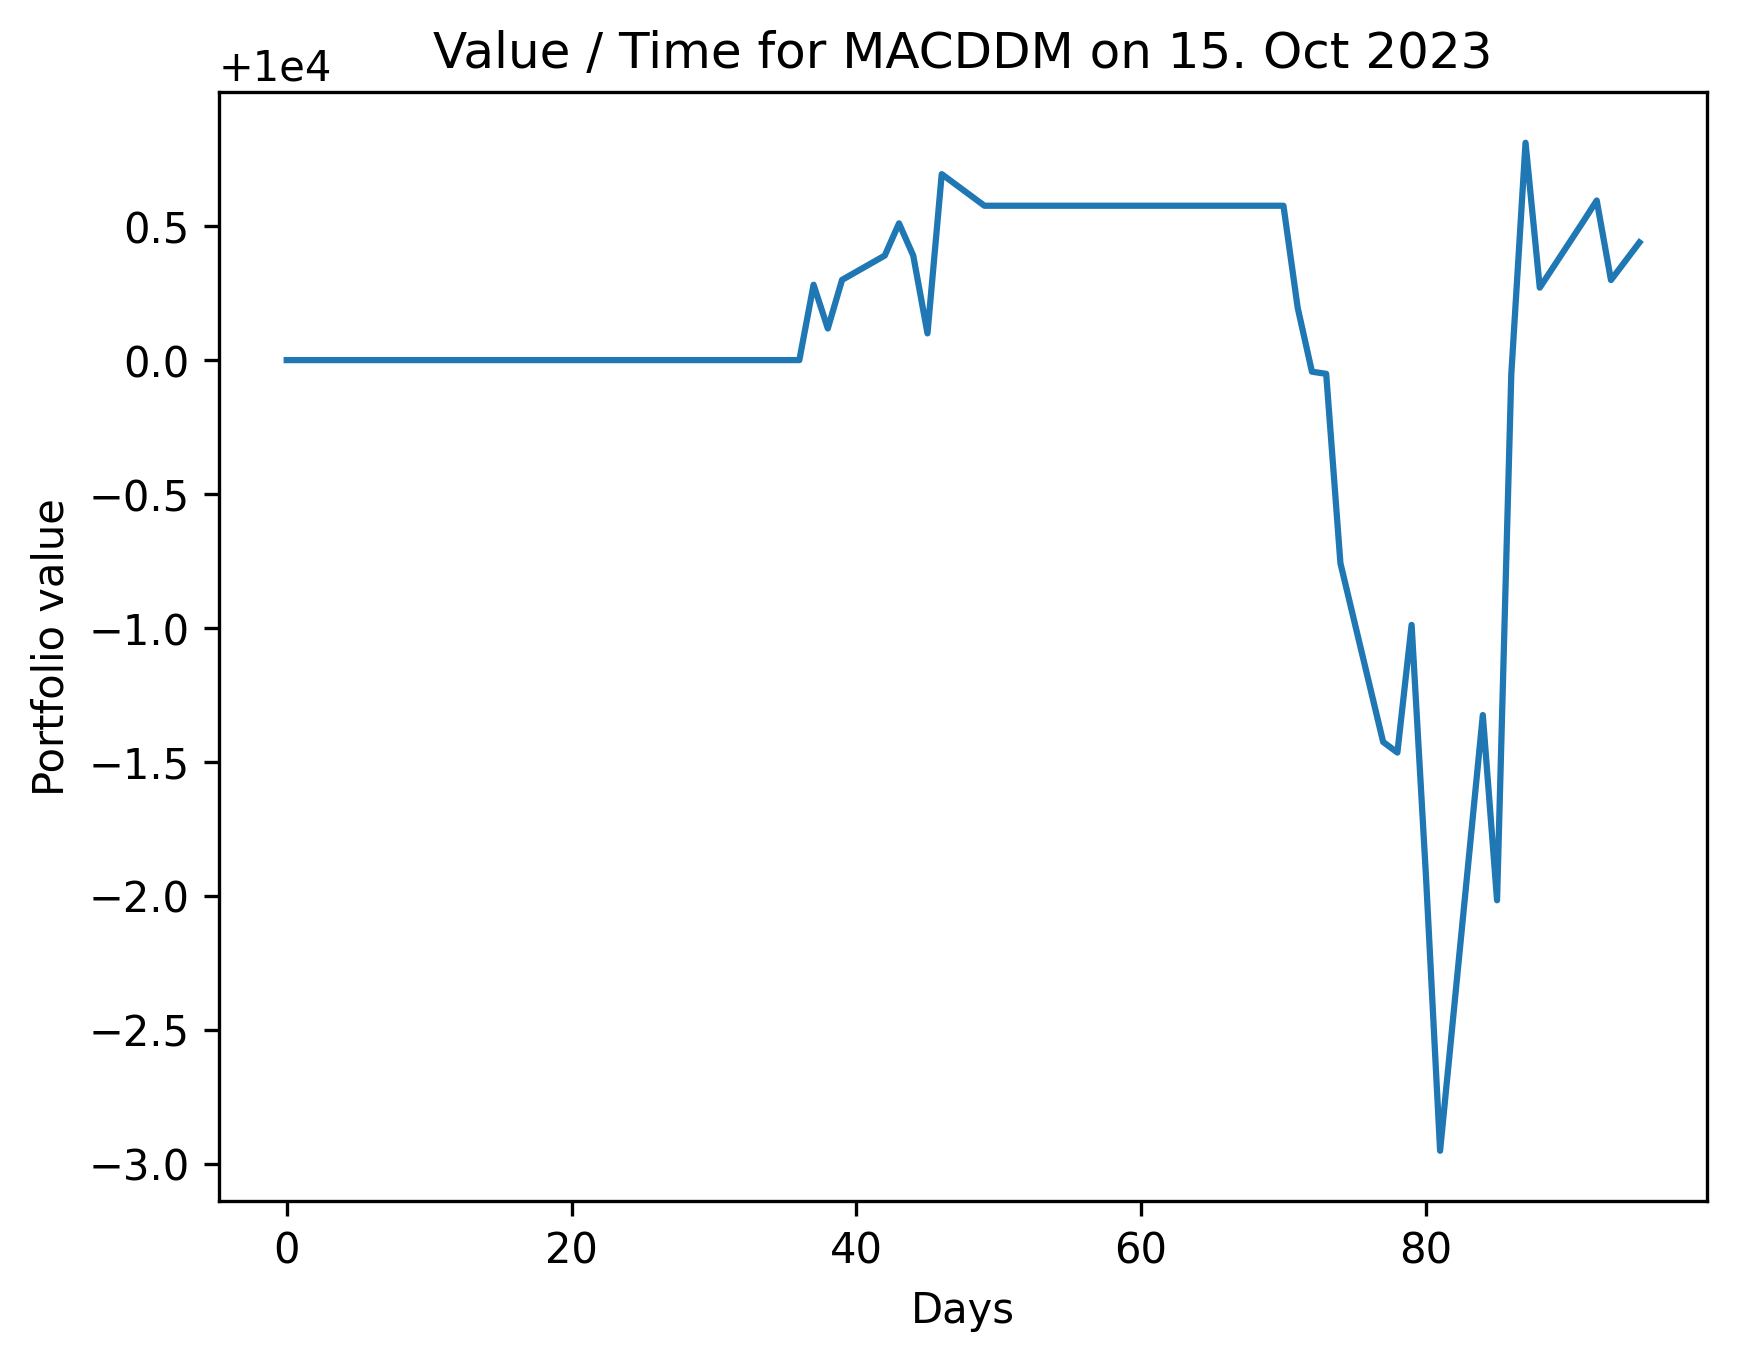 Value / Time for MACDDM on 15. Oct 2023
+1e4
0.5
0.0
−0.5
−1.0
−1.5
−2.0
−2.5
−3.0
Portfolio value
0 20 40 60 80
Days